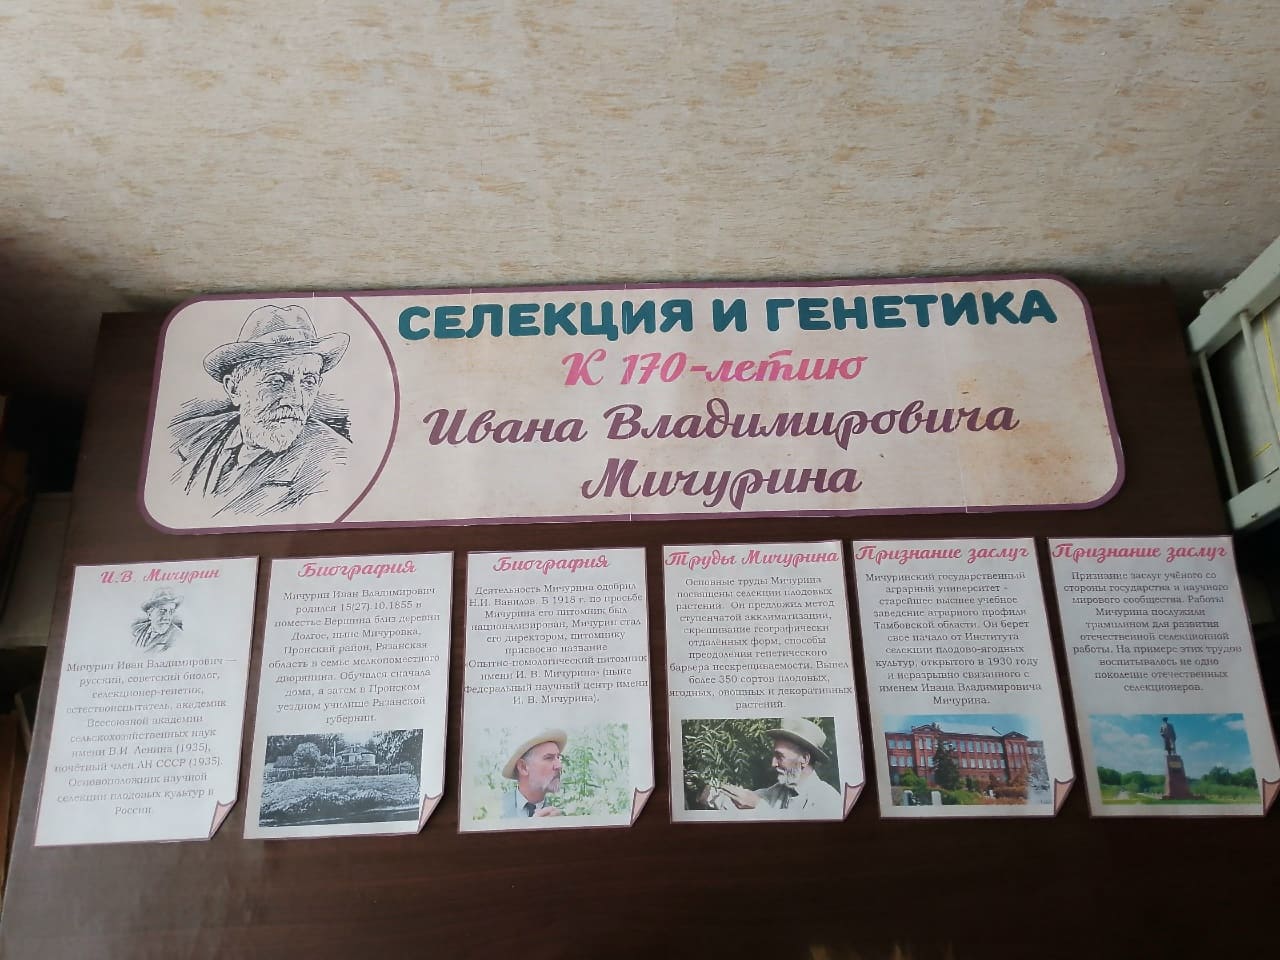 СЕЛЕКЦИЯ И ГЕНЕТИКА
К 170-летию
Ивана Владимировича
Мичурина
И.В. Мичурин
Мичурин Иван Владимирович —
русский, советский биолог,
селекционер-генетик,
естествоиспытатель, академик
Всесоюзной академии
сельскохозяйственных наук
имени В.И. Ленина (1935),
почётный член АН СССР (1935).
Основоположник научной
селекции плодовых культур в
России.
Биография
Мичурин Иван Владимирович
родился 15(27).10.1855 в
поместье Вершина близ деревни
Долгое, ныне Мичуровка,
Пронский район, Рязанская
область в семье мелкопоместного
дворянина. Обучался сначала
дома, а затем в Пронском
уездном училище Рязанской
губернии.
Биография
Деятельность Мичурина одобрил
Н.И. Вавилов. В 1918 г. по просьбе
Мичурина его питомник был
национализирован, Мичурин стал
его директором, питомнику
присвоено название
«Опытно-помологический питомник
имени И. В. Мичурина» (ныне
Федеральный научный центр имени
И. В. Мичурина).
Труды Мичурина
Основные труды Мичурина
посвящены селекции плодовых
растений. Он предложил метод
ступенчатой акклиматизации,
скрещивание географически
отдалённых форм, способы
преодоления генетического
барьера нескрещиваемости. Вывел
более 350 сортов плодовых,
ягодных, овощных и декоративных
растений.
Признание заслуг
Мичуринский государственный
аграрный университет -
старейшее высшее учебное
заведение аграрного профиля
Тамбовской области. Он берет
свое начало от Института
селекции плодово-ягодных
культур, открытого в 1930 году
и неразрывно связанного с
именем Ивана Владимировича
Мичурина.
Признание заслуг
Признание заслуг учёного со
стороны государства и научного
мирового сообщества. Работы
Мичурина послужили
трамплином для развития
отечественной селекционной
работы. На примере этих трудов
воспитывалось не одно
поколение отечественных
селекционеров.